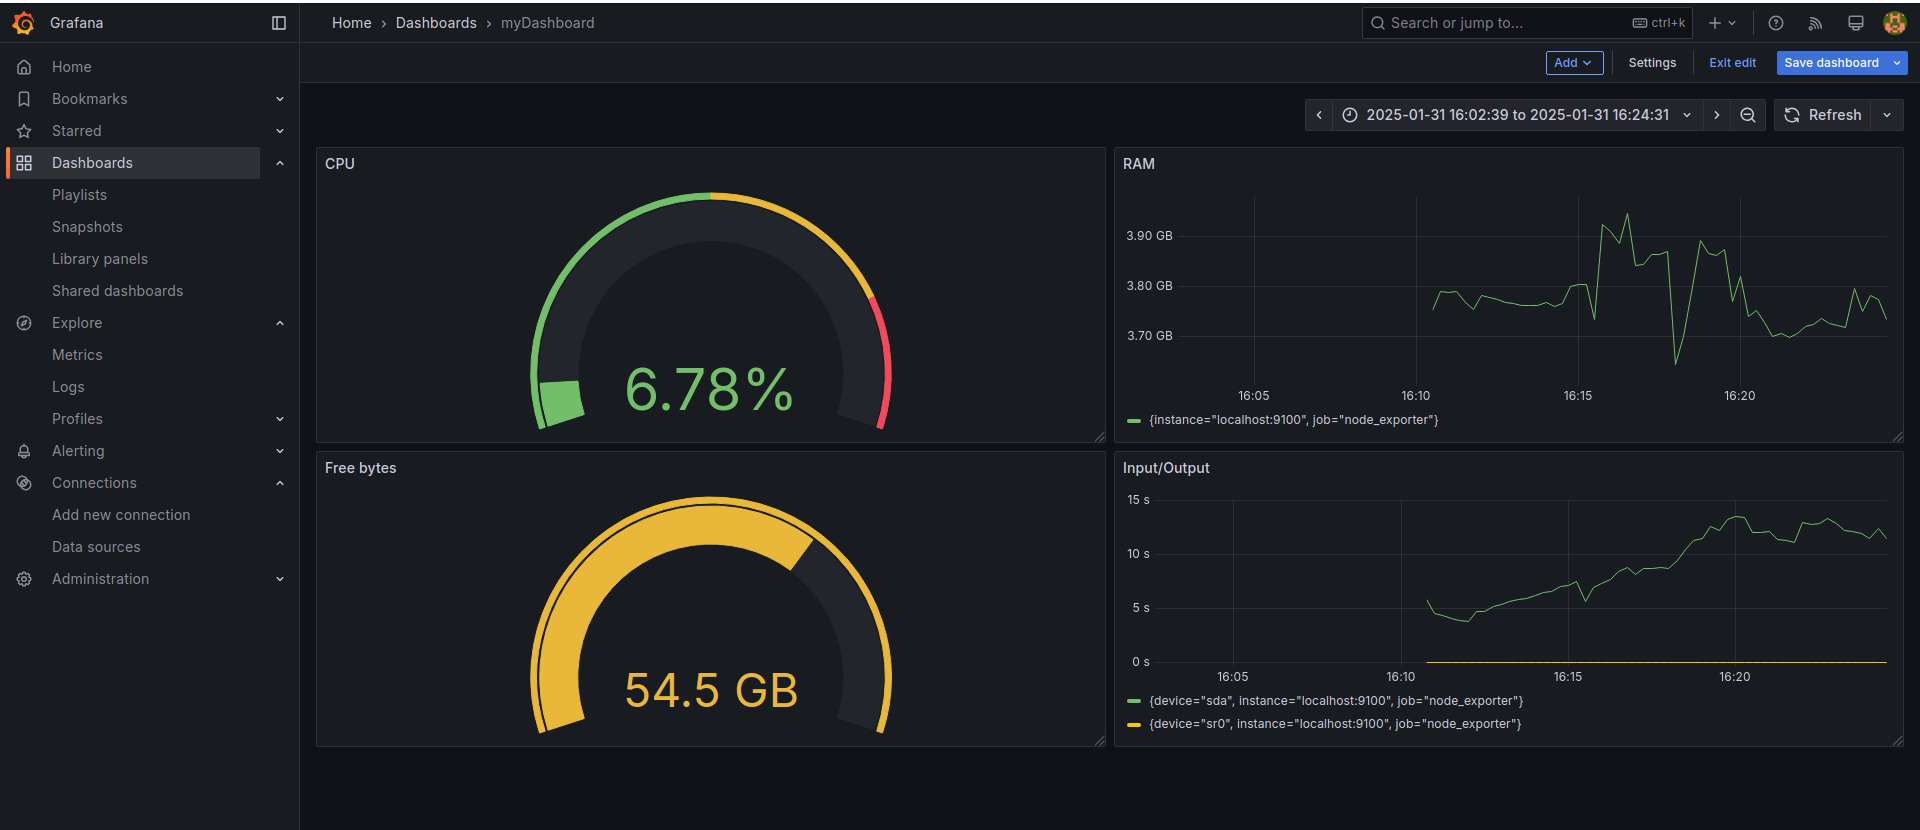 Grafana
Home › Dashboards › myDashboard
Search or jump to...
ctrl+k
Home
Bookmarks
Starred
Dashboards
Playlists
Snapshots
Library panels
Shared dashboards
Explore
Metrics
Logs
Profiles
Alerting
Connections
Add new connection
Data sources
Administration
Add
Settings
Exit edit
Save dashboard
2025-01-31 16:02:39 to 2025-01-31 16:24:31
Refresh
CPU
6.78%
RAM
3.90 GB
3.80 GB
3.70 GB
16:05 16:10 16:15 16:20
{instance="localhost:9100", job="node_exporter"}
Free bytes
54.5 GB
Input/Output
15 s
10 s
5 s
0 s
16:05 16:10 16:15 16:20
{device="sda", instance="localhost:9100", job="node_exporter"}
{device="sr0", instance="localhost:9100", job="node_exporter"}